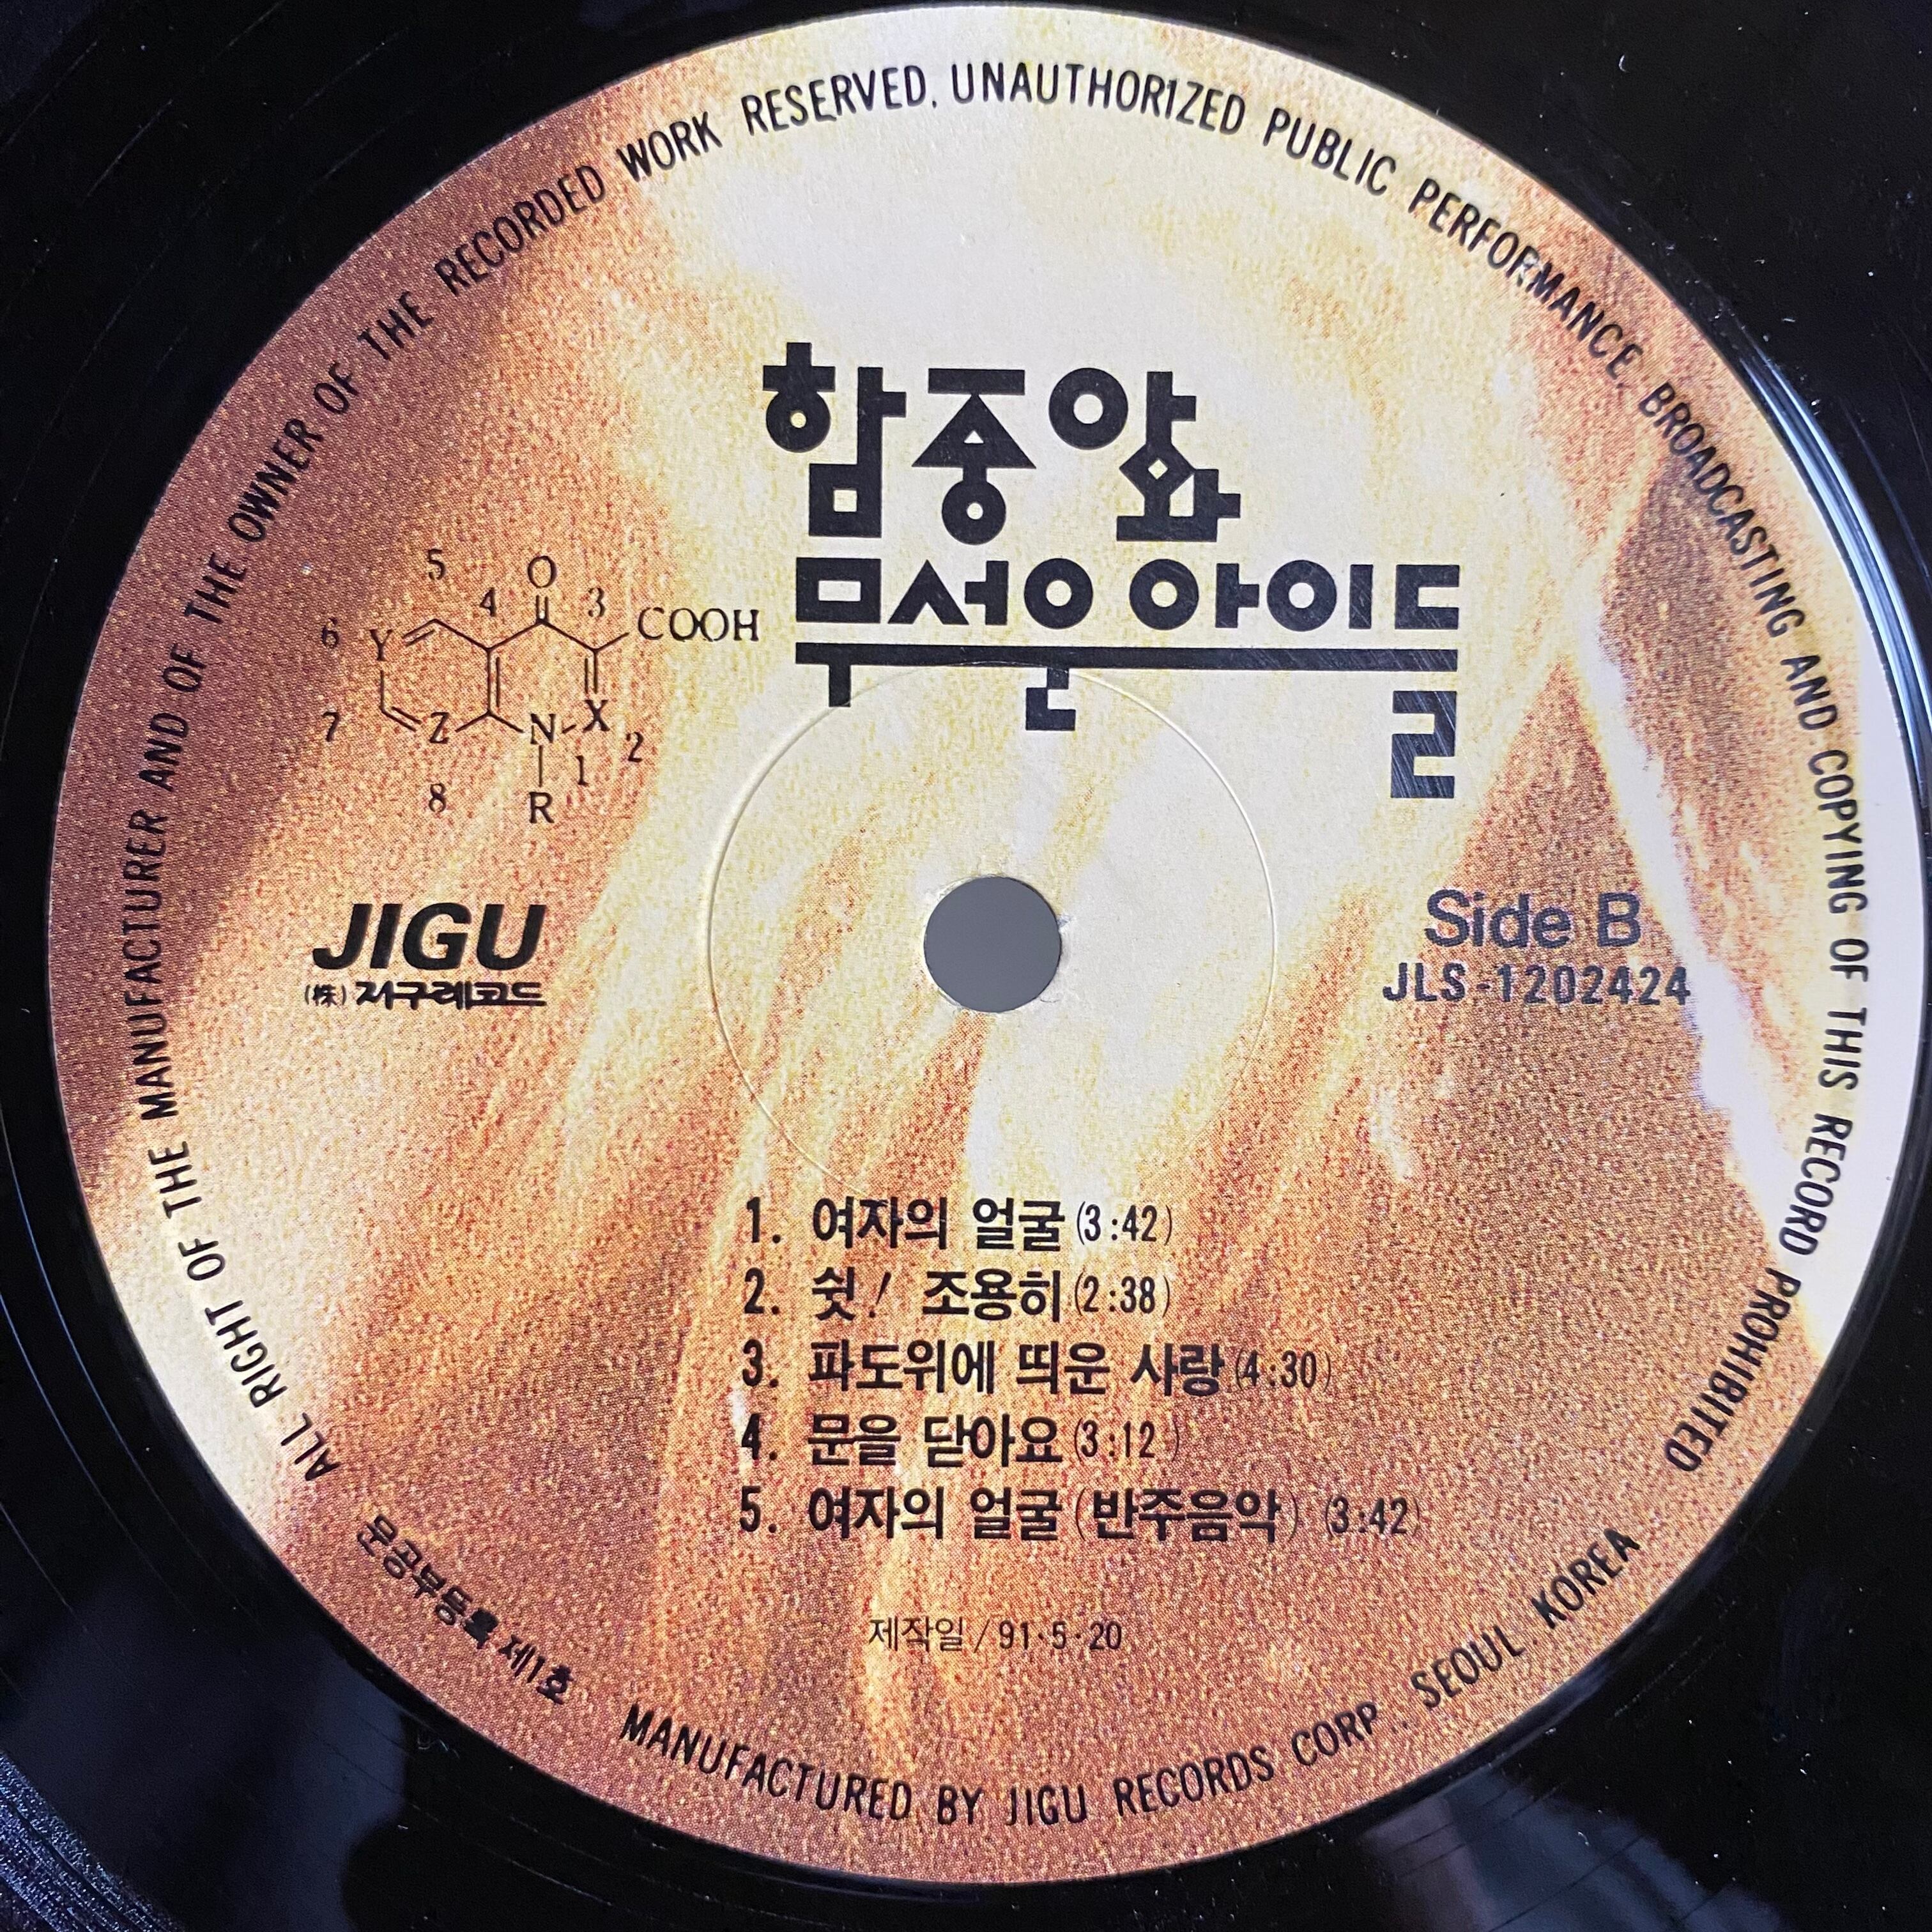 ALL RIGHT OF THE MANUFACTURER AND OF THE OWNER OF THE RECORDED WORK RESERVED. UNAUTHORIZED PUBLIC PERFORMANCE. BROADCASTING AND COPYING OF THIS RECORD PROHIBITED
함중아와
무서운 아이들
5
O
4
3
COOH
6
Y
7
Z
N
X
2
1
8
R
JIGU
(株) 지구레코드
Side B
JLS-1202424
1. 여자의 얼굴 (3:42)
2. 쉿! 조용히 (2:38)
3. 파도위에 띄운 사랑 (4:30)
4. 문을 닫아요 (3:12)
5. 여자의 얼굴 (반주음악) (3:42)
제작일/91·5·20
문공부등록 제1호
MANUFACTURED BY JIGU RECORDS CORP., SEOUL KOREA